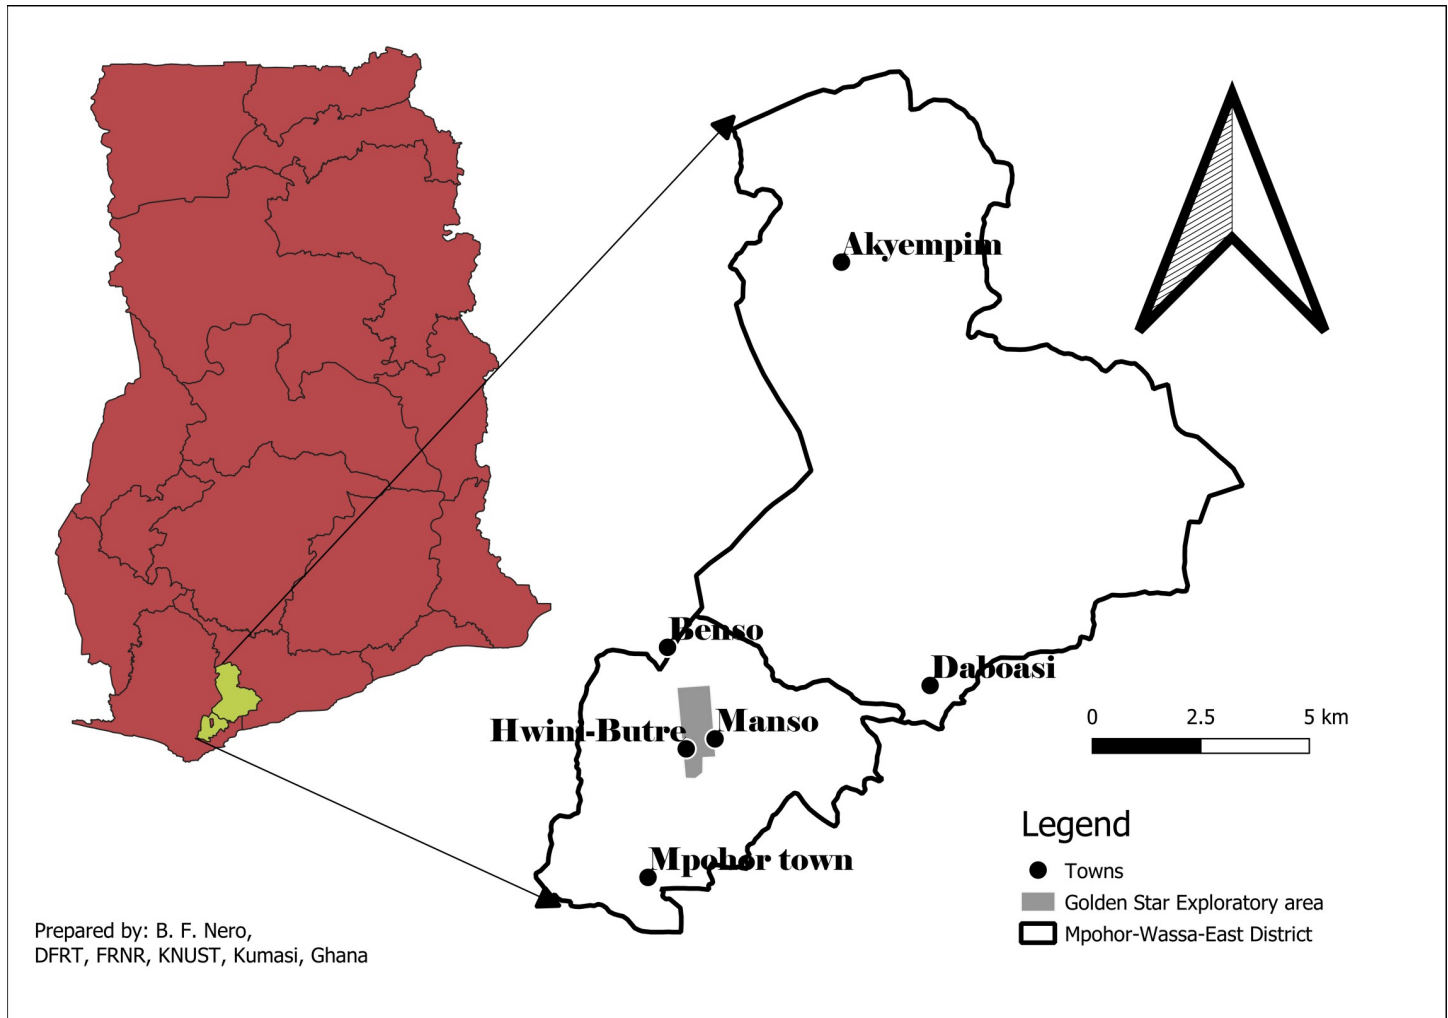 Akyempim
Benso
Daboasi
Hwini-Butre
Manso
Mpohor town
0 2.5 5 km
Legend
Towns
Golden Star Exploratory area
Mpohor-Wassa-East District
Prepared by: B. F. Nero,
DFRT, FRNR, KNUST, Kumasi, Ghana